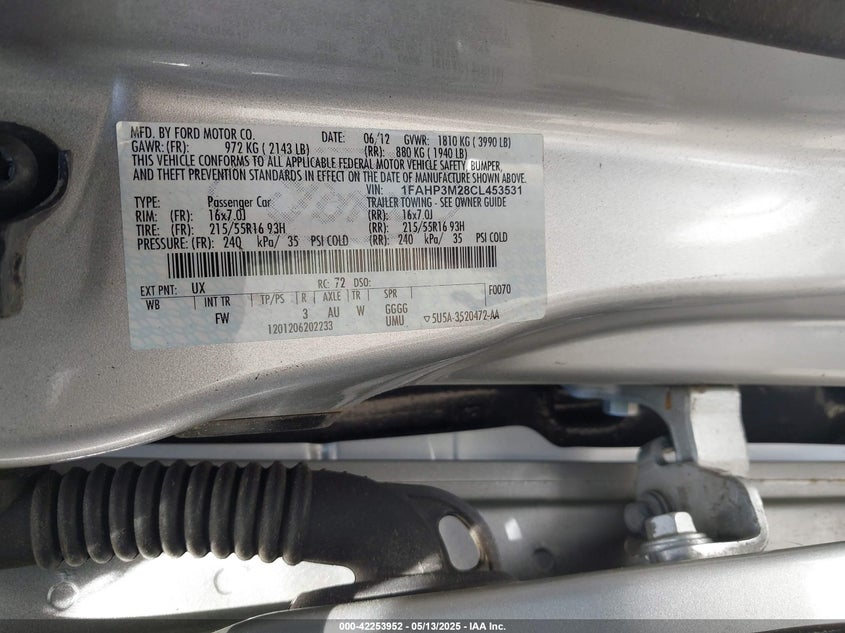 MFD. BY FORD MOTOR CO. DATE: 06/12 GVWR: 1810 KG ( 3990 LB)
GAWR: (FR): 972 KG ( 2143 LB) (RR): 880 KG ( 1940 LB)
THIS VEHICLE CONFORMS TO ALL APPLICABLE FEDERAL MOTOR VEHICLE SAFETY, BUMPER,
AND THEFT PREVENTION STANDARDS IN EFFECT ON THE DATE OF MANUFACTURE SHOWN ABOVE.
VIN: 1FAHP3M28CL453531
TYPE: Passenger Car TRAILER TOWING - SEE OWNER GUIDE
RIM: (FR): 16x7.0J (RR): 16x7.0J
TIRE: (FR): 215/55R16 93H (RR): 215/55R16 93H
PRESSURE: (FR): 240 kPa/ 35 PSI COLD (RR): 240 kPa/ 35 PSI COLD
EXT PNT: UX RC: 72 DSO: F0070
WB INT TR TP/PS R AXLE TR SPR
FW 3 AU W GGGG
1201206202233 UMU ▽5U5A-3520472-AA
000-42253952 — 05/13/2025 — IAA Inc.